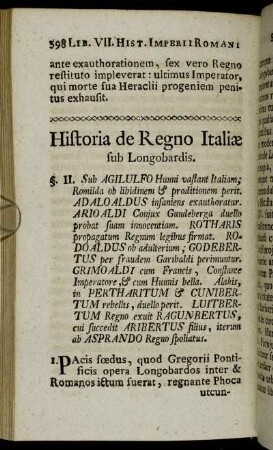 598 LIB. VII. HIST. IMPERII ROMANI
ante exauthorationem, sex vero Regno
restituto impleverat: ultimus Imperator,
qui morte sua Heraclii progeniem peni-
tus exhausit.
Historia de Regno Italiæ
sub Longobardis.
§. II. Sub AGILULFO Hunni vastant Italiam;
Romilda ob libidinem & proditionem perit.
ADALOALDUS insaniens exauthoratur.
ARIOALDI Conjux Gundeberga duello
probat suam innocentiam. ROTHARIS
propagatum Regnum legibus firmat. RO-
DOALDUS ob adulterium; GODEBER-
TUS per fraudem Garibaldi perimuntur.
GRIMOALDI cum Francis, Constante
Imperatore, & cum Hunnis bella. Alahis,
in PERTHARITUM & CUNIBER-
TUM rebellis, duello perit. LUITBER-
TUM Regno exuit RAGUNBERTUS,
cui succedit ARIBERTUS filius, iterum
ab ASPRANDO Regno spoliatus.
1. PAcis fœdus, quod Gregorii Ponti-
ficis opera Longobardos inter &
Romanos ictum fuerat, regnante Phoca
utcun-